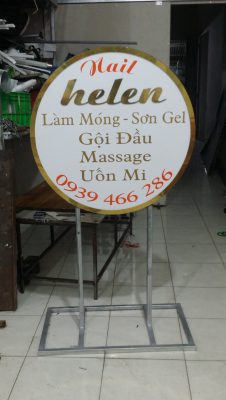 Nail
helen
Làm Móng - Sơn Gel
Gội Đầu
Massage
Uốn Mi
0939 466 286